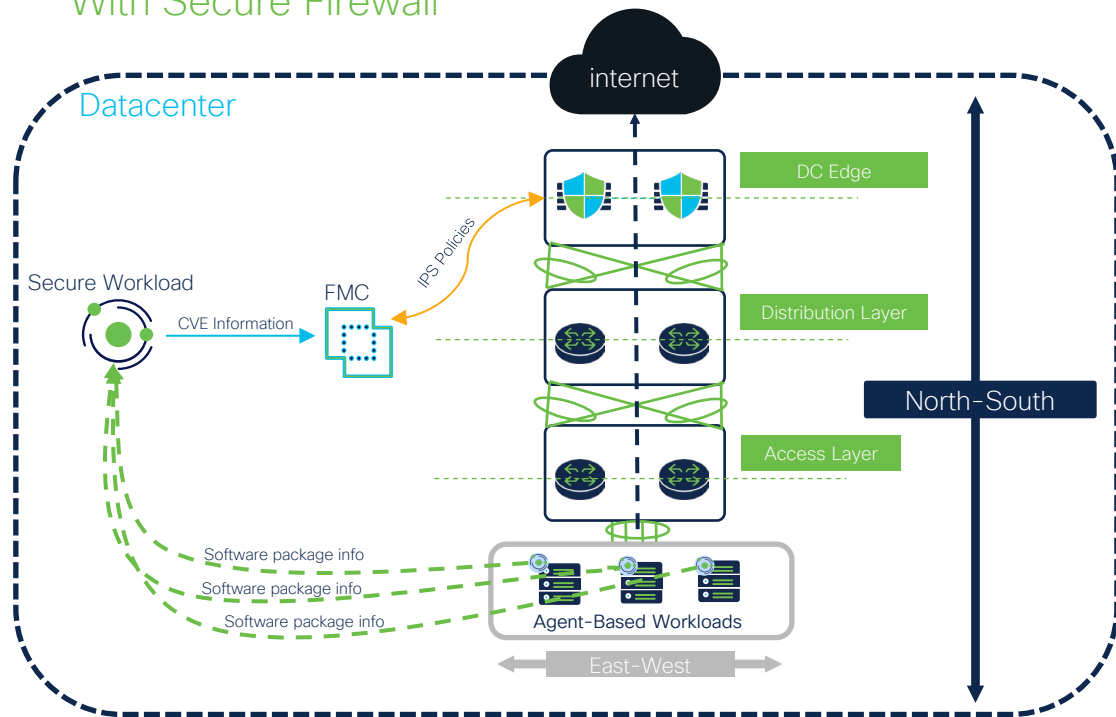 With Secure Firewall
internet
Datacenter
DC Edge
IPS Policies
Secure Workload
FMC
CVE Information
Distribution Layer
North-South
Access Layer
Software package info
Software package info
Software package info
Agent-Based Workloads
East-West